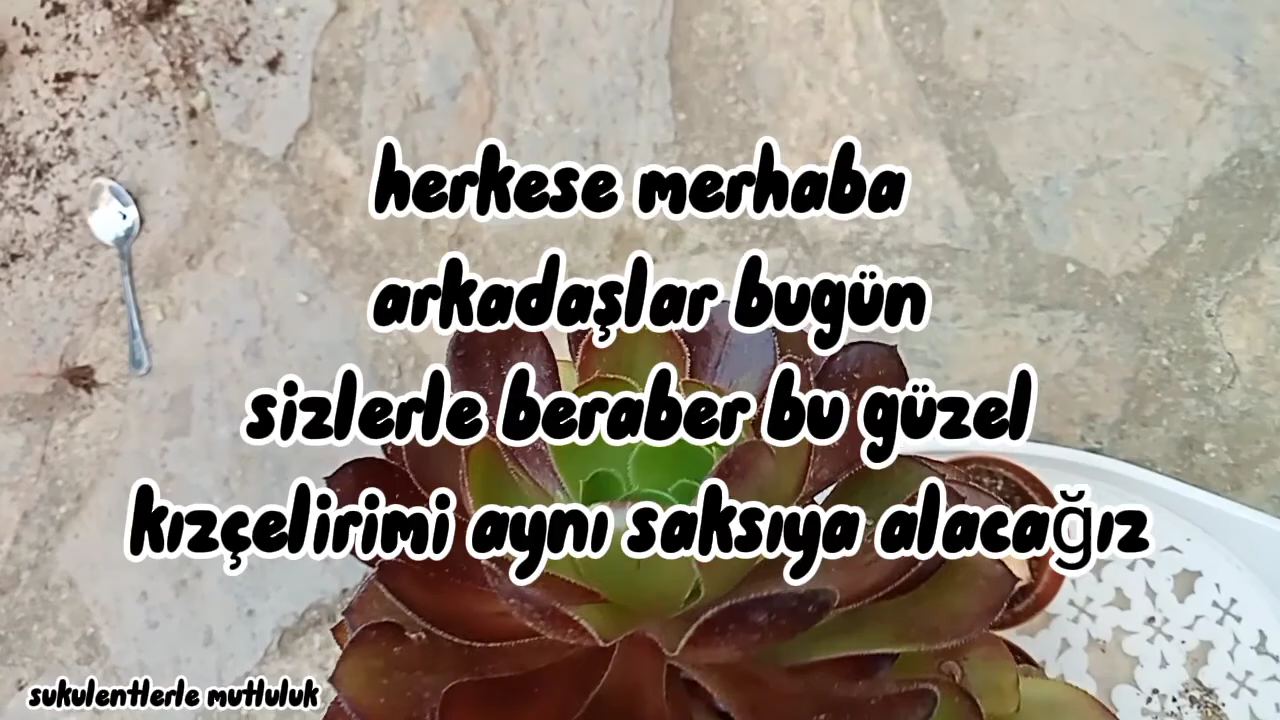 herkese merhaba
arkadaşlar bugün
sizlerle beraber bu güzel
kızçelirimi aynı saksıya alacağız
sukulentlerle mutluluk